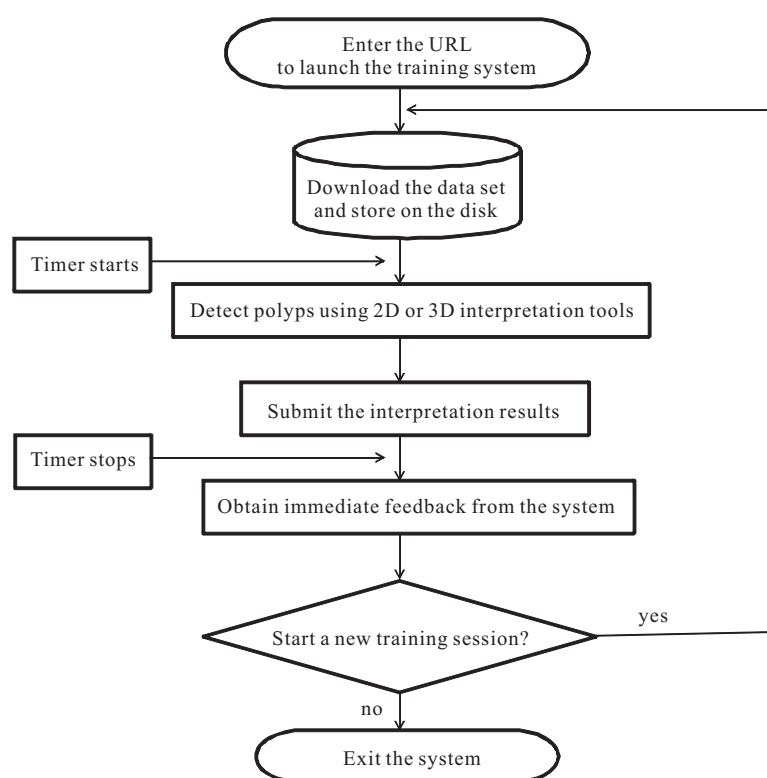 Enter the URL
to launch the training system
Download the data set
and store on the disk
Timer starts
Detect polyps using 2D or 3D interpretation tools
Submit the interpretation results
Timer stops
Obtain immediate feedback from the system
Start a new training session?
yes
no
Exit the system